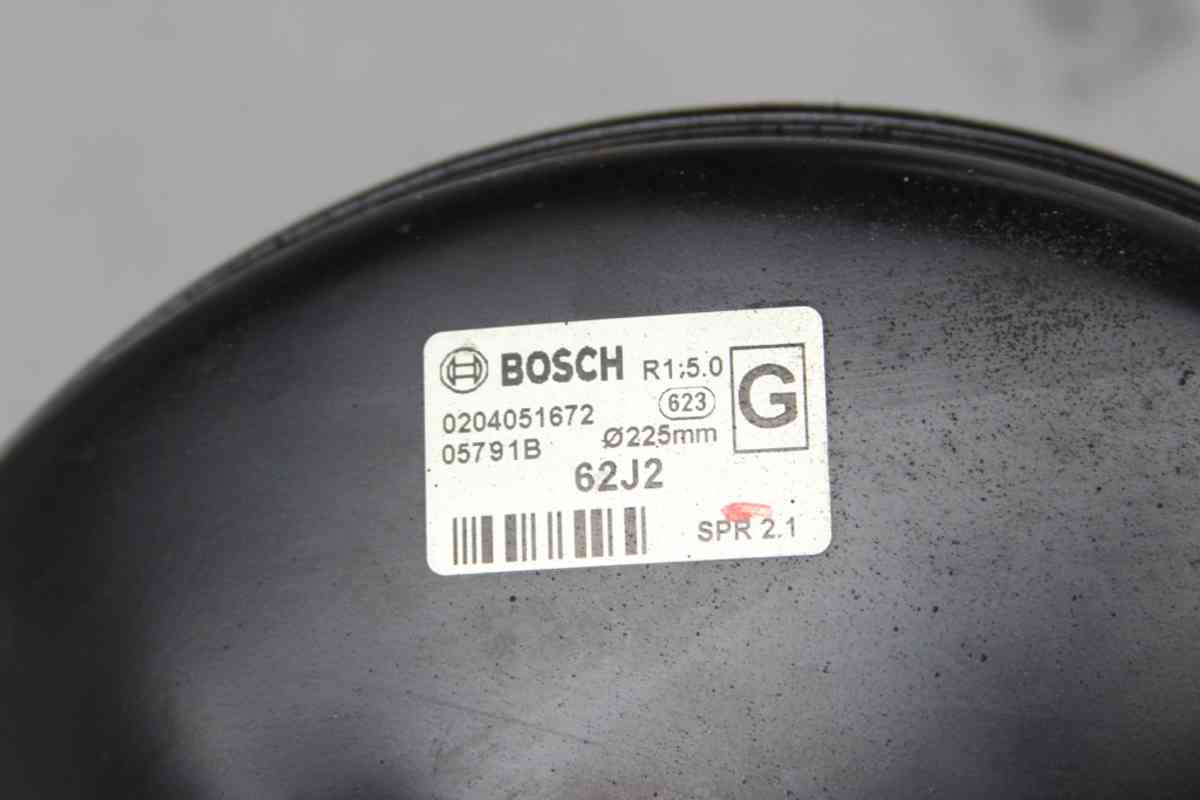 BOSCH R1:5.0
0204051672 623
05791B Ø225mm
G
62J2
SPR 2.1